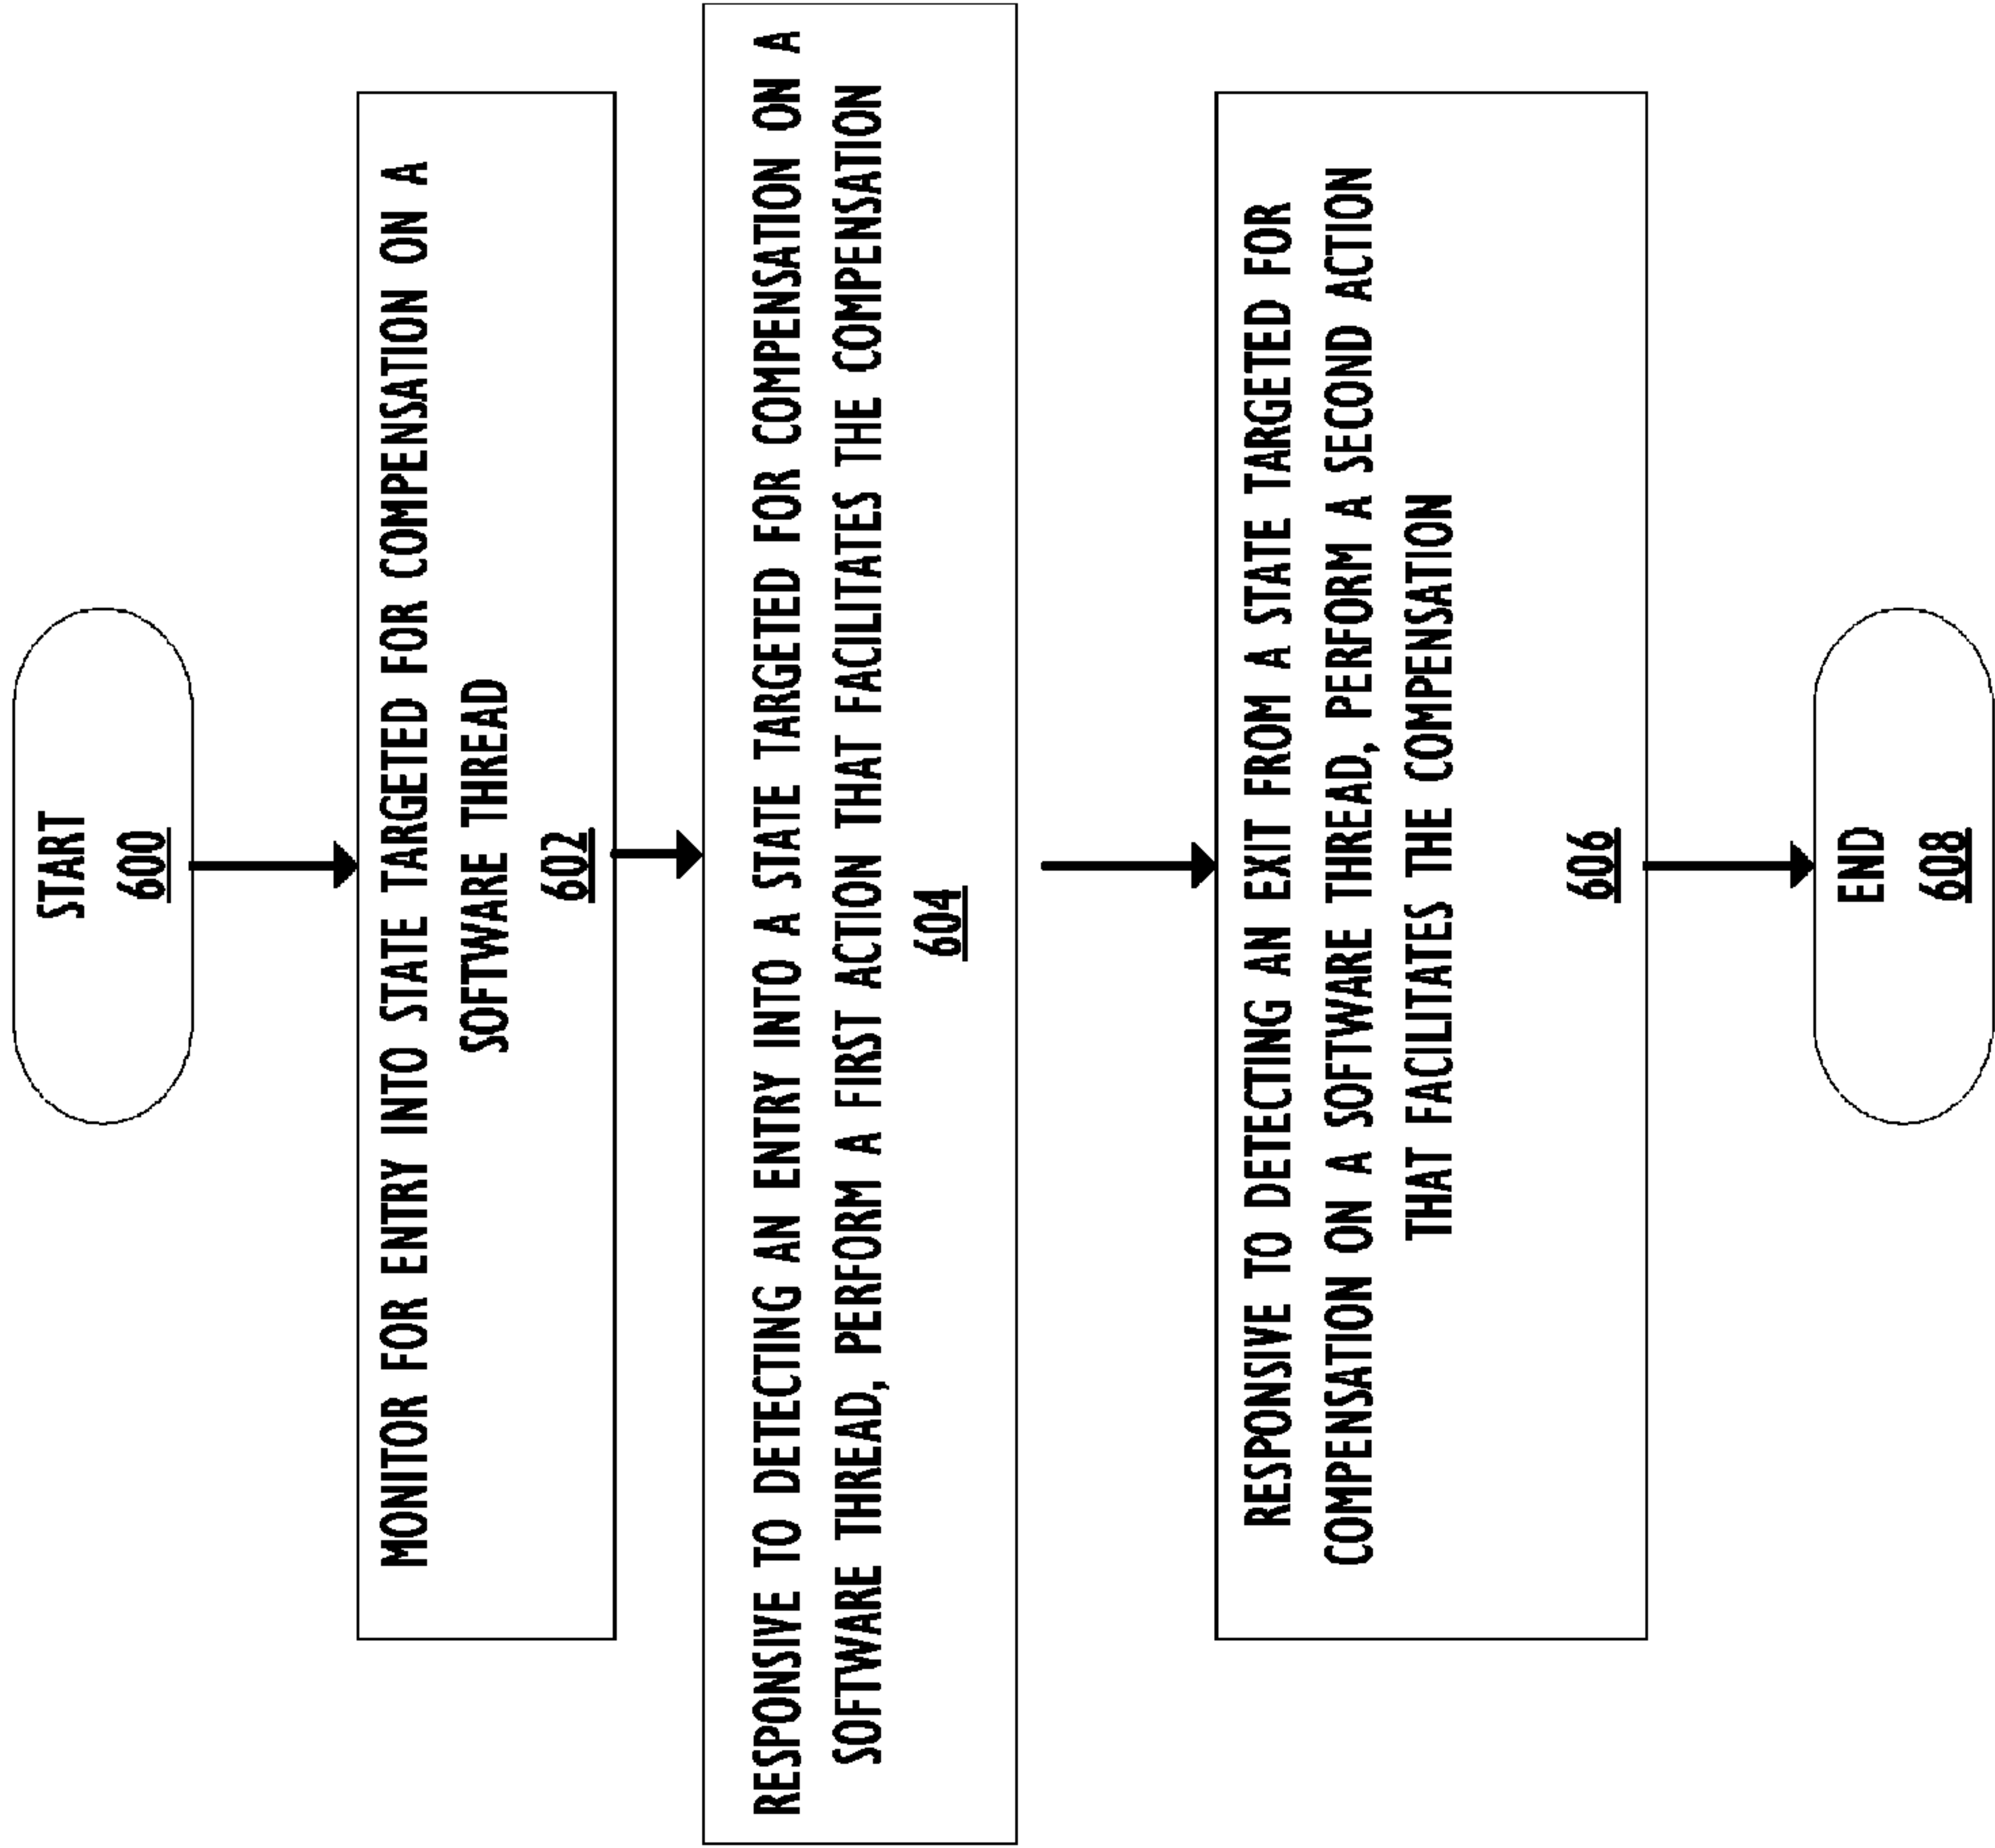 START
600
MONITOR FOR ENTRY INTO STATE TARGETED FOR COMPENSATION ON A
SOFTWARE THREAD
602
RESPONSIVE TO DETECTING AN ENTRY INTO A STATE TARGETED FOR COMPENSATION ON A
SOFTWARE THREAD, PERFORM A FIRST ACTION THAT FACILITATES THE COMPENSATION
604
RESPONSIVE TO DETECTING AN EXIT FROM A STATE TARGETED FOR
COMPENSATION ON A SOFTWARE THREAD, PERFORM A SECOND ACTION
THAT FACILITATES THE COMPENSATION
606
END
608